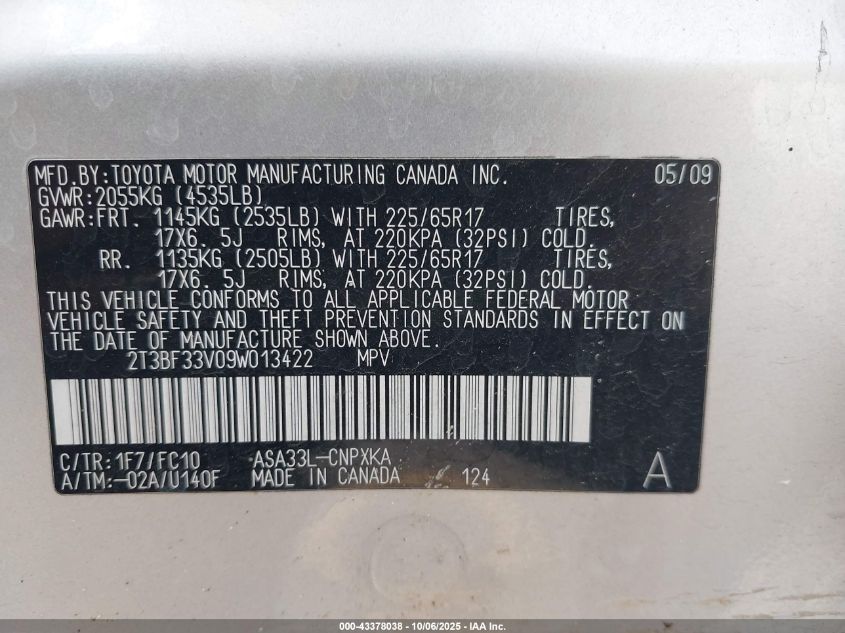 MFD.BY:TOYOTA MOTOR MANUFACTURING CANADA INC. 05/09
GVWR:2055KG (4535LB)
GAWR:FRT. 1145KG (2535LB) WITH 225/65R17 TIRES,
17X6. 5J RIMS, AT 220KPA (32PSI) COLD.
RR. 1135KG (2505LB) WITH 225/65R17 TIRES,
17X6. 5J RIMS, AT 220KPA (32PSI) COLD.
THIS VEHICLE CONFORMS TO ALL APPLICABLE FEDERAL MOTOR
VEHICLE SAFETY AND THEFT PREVENTION STANDARDS IN EFFECT ON
THE DATE OF MANUFACTURE SHOWN ABOVE.
2T3BF33V09W013422 MPV
C/TR:1F7/FC10 ASA33L-CNPXKA A
A/TM:-02A/U140F MADE IN CANADA 124
000-43378038 - 10/06/2025 - IAA Inc.